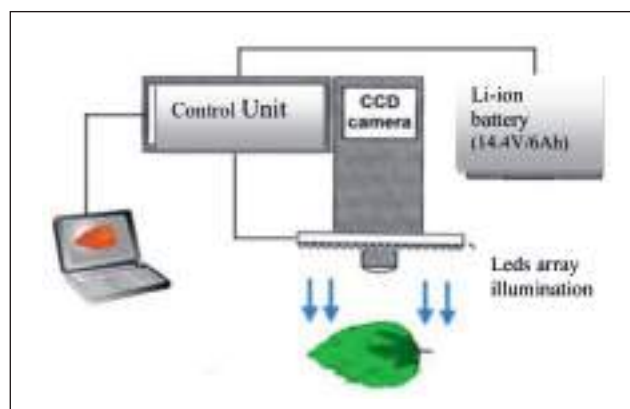 Control Unit
CCD
camera
Li-ion
battery
(14.4V/6Ah)
Leds array
illumination